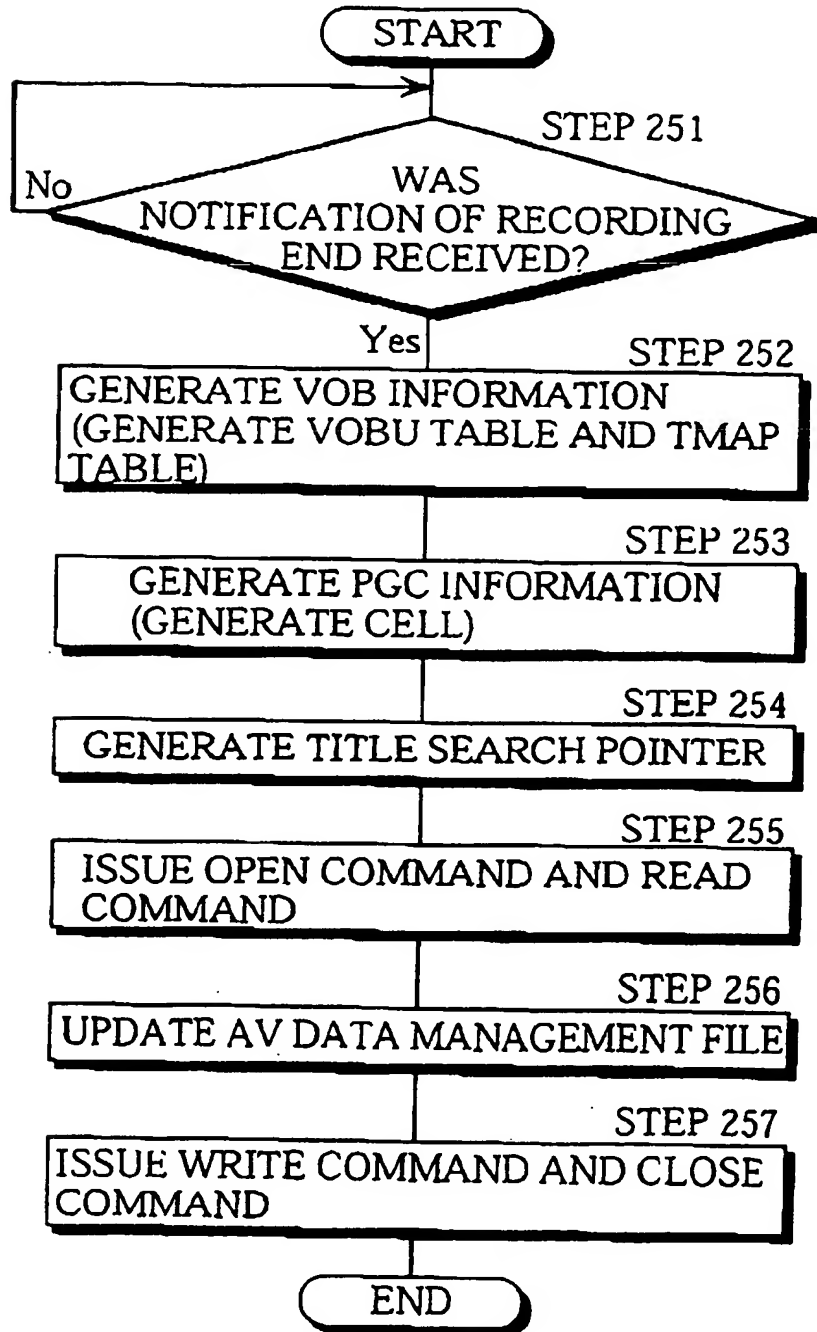 START
STEP 251
No
WAS
NOTIFICATION OF RECORDING
END RECEIVED?
Yes
STEP 252
GENERATE VOB INFORMATION
(GENERATE VOBU TABLE AND TMAP
TABLE)
STEP 253
GENERATE PGC INFORMATION
(GENERATE CELL)
STEP 254
GENERATE TITLE SEARCH POINTER
STEP 255
ISSUE OPEN COMMAND AND READ
COMMAND
STEP 256
UPDATE AV DATA MANAGEMENT FILE
STEP 257
ISSUE WRITE COMMAND AND CLOSE
COMMAND
END